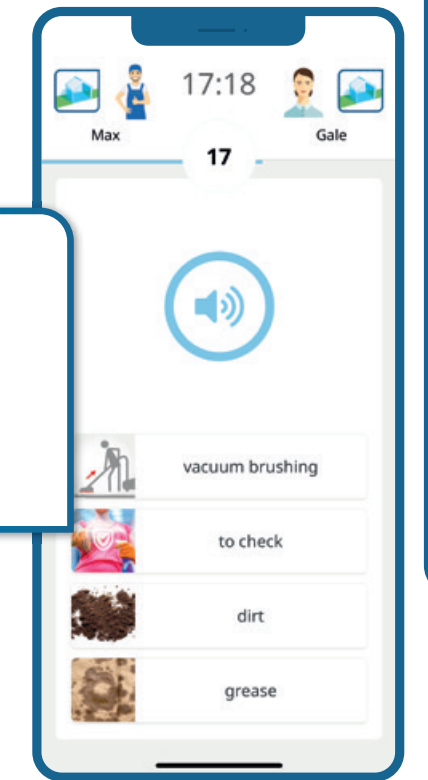 17:18
Max
Gale
17
vacuum brushing
to check
dirt
grease